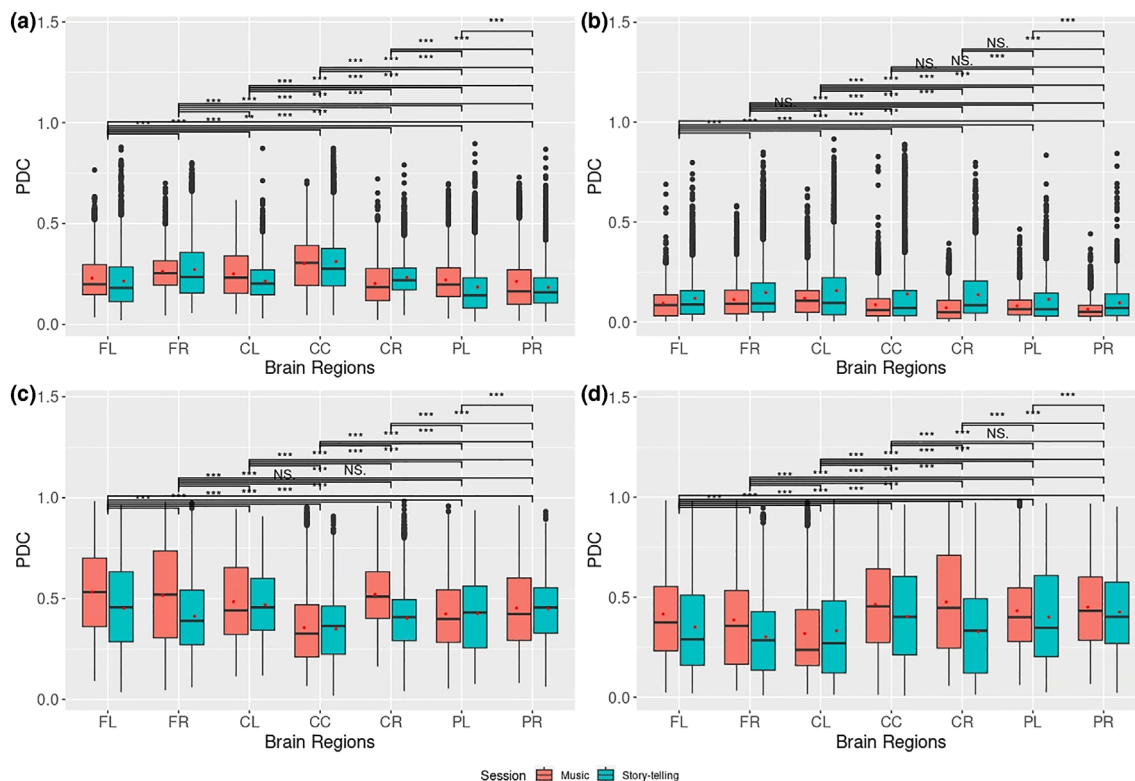 (a)
1.5
1.0
0.5
0.0
PDC
*** 
***
*** ***
***
*** *** ***
*** *** ***
*** *** *** ***
*** *** *** ** ***
FL FR CL CC CR PL PR
Brain Regions
(b)
1.5
1.0
0.5
0.0
PDC
***
***
NS.
***
NS. NS.
*** *** ***
*** *** ***
NS. *** ***
*** *** *** ***
FL FR CL CC CR PL PR
Brain Regions
(c)
1.5
1.0
0.5
0.0
PDC
***
***
*** ***
***
*** *** ***
*** *** NS. NS.
*** ***
*** *** *** *** ***
FL FR CL CC CR PL PR
Brain Regions
(d)
1.5
1.0
0.5
0.0
PDC
***
***
*** NS.
***
*** *** ***
*** *** *** ***
*** ***
*** *** *** *** ***
FL FR CL CC CR PL PR
Brain Regions
Session Music Story-telling